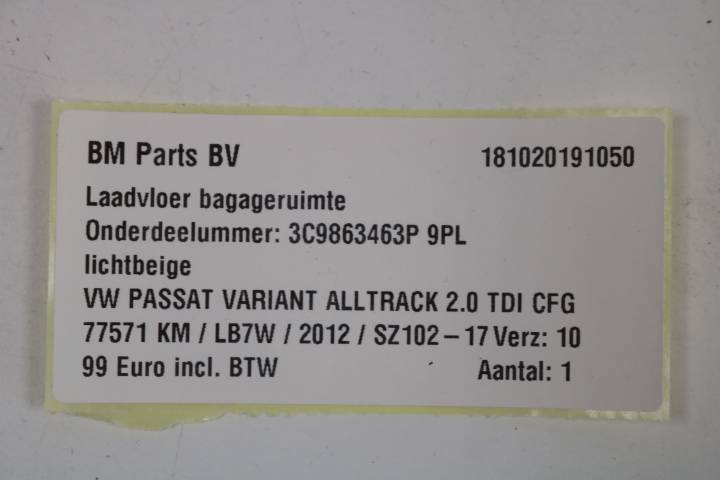 BM Parts BV 181020191050
Laadvloer bagageruimte
Onderdeelummer: 3C9863463P 9PL
lichtbeige
VW PASSAT VARIANT ALLTRACK 2.0 TDI CFG
77571 KM / LB7W / 2012 / SZ102-17 Verz: 10
99 Euro incl. BTW Aantal: 1